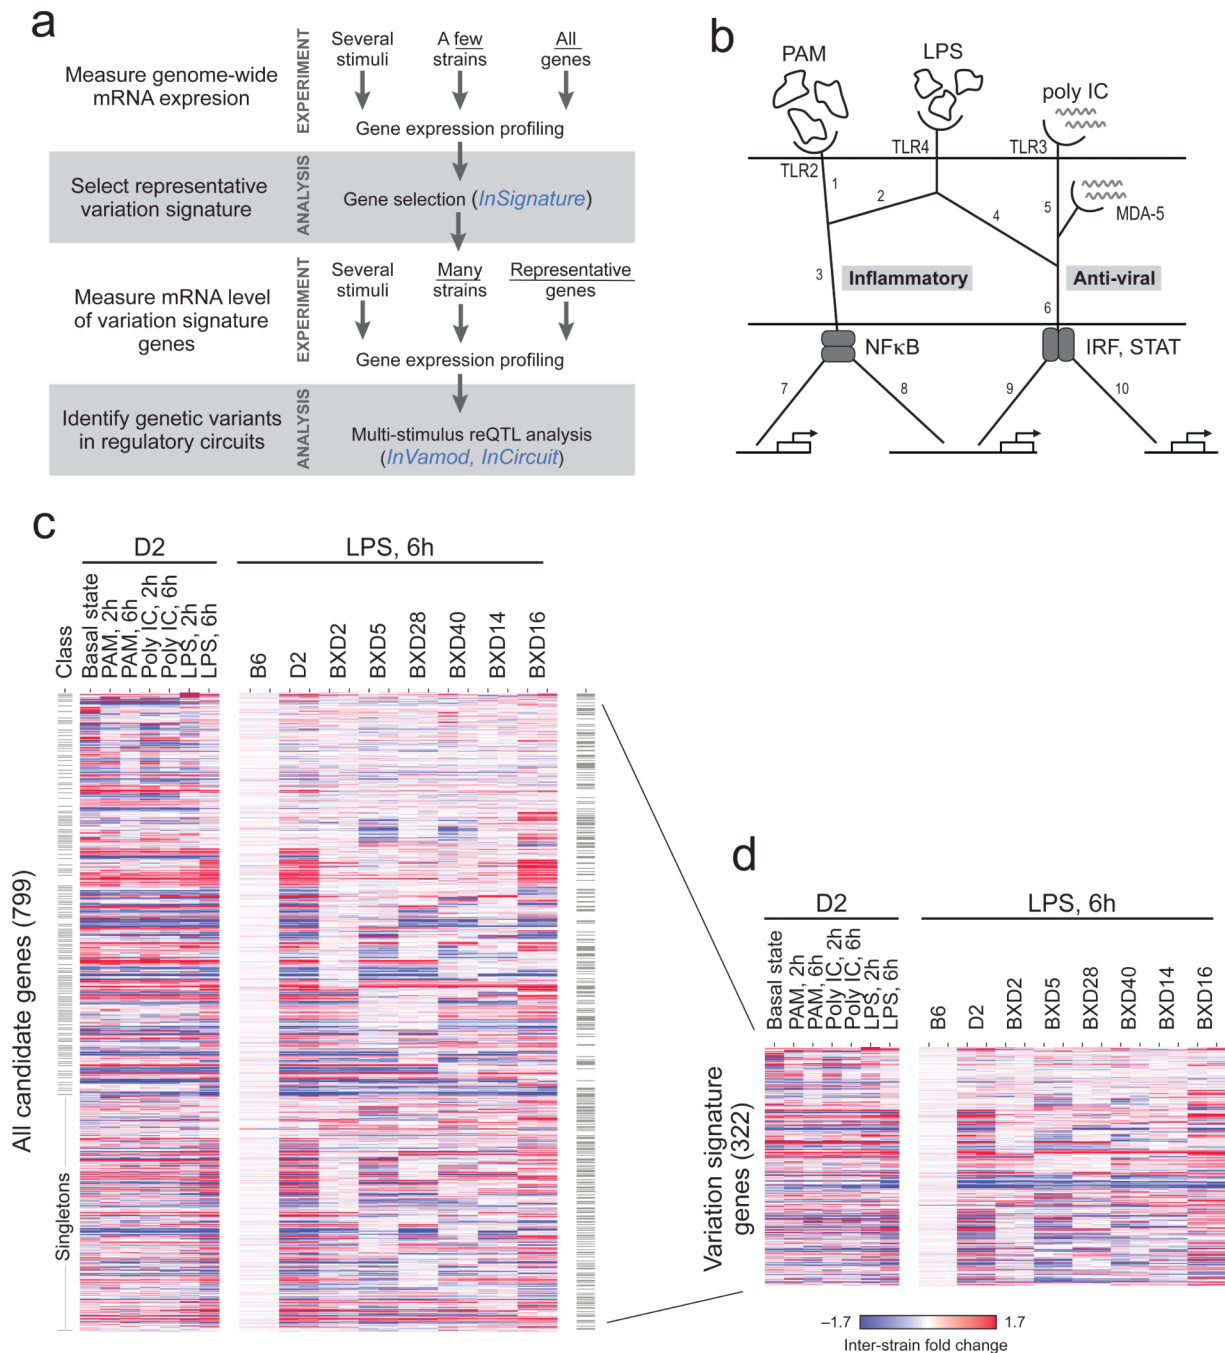 a
Measure genome-wide
mRNA expresion
EXPERIMENT
Several
stimuli
A few
strains
All
genes
Gene expression profiling
Select representative
variation signature
ANALYSIS
Gene selection (InSignature)
Measure mRNA level
of variation signature
genes
EXPERIMENT
Several
stimuli
Many
strains
Representative
genes
Gene expression profiling
Identify genetic variants
in regulatory circuits
ANALYSIS
Multi-stimulus reQTL analysis
(InVamod, InCircuit)
b
PAM
LPS
poly IC
TLR2
TLR4
TLR3
1
2
4
5
MDA-5
3
Inflammatory
Anti-viral
6
NFκB
IRF, STAT
7
8
9
10
c
D2
LPS, 6h
Class
Basal state
PAM, 2h
PAM, 6h
Poly IC, 2h
Poly IC, 6h
LPS, 2h
LPS, 6h
B6
D2
BXD2
BXD5
BXD28
BXD40
BXD14
BXD16
All candidate genes (799)
Singletons
d
D2
LPS, 6h
Basal state
PAM, 2h
PAM, 6h
Poly IC, 2h
Poly IC, 6h
LPS, 2h
LPS, 6h
B6
D2
BXD2
BXD5
BXD28
BXD40
BXD14
BXD16
Variation signature
genes (322)
−1.7
1.7
Inter-strain fold change